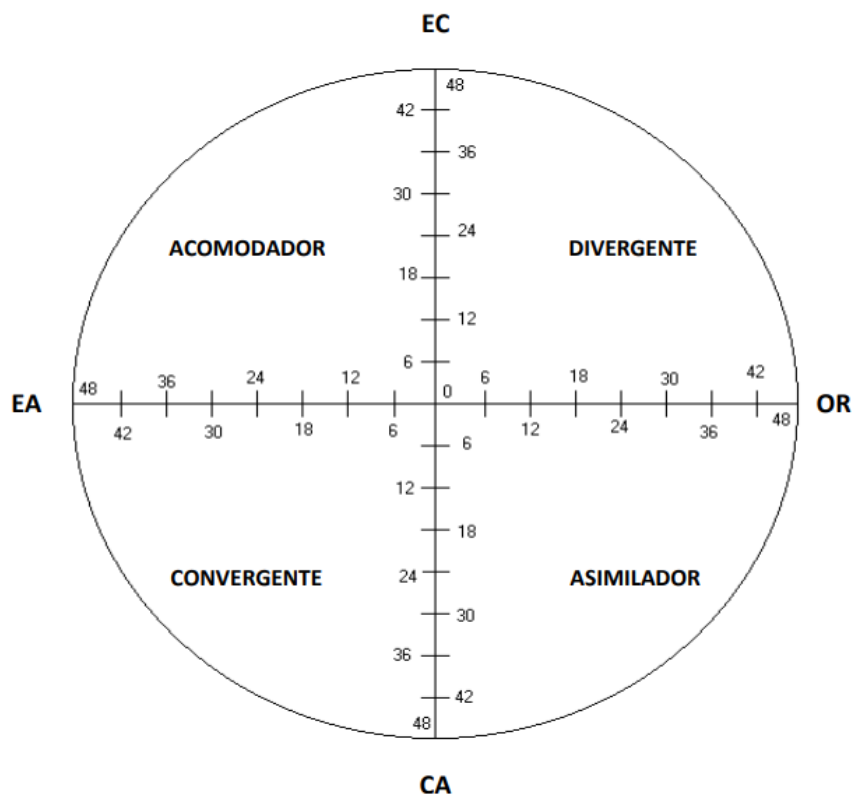 EC
48
42
36
30
24
ACOMODADOR DIVERGENTE
18
12
6
48 36 24 12 0 6 18 30 42
EA OR
42 30 18 6 6 12 24 36 48
12
18
CONVERGENTE 24 ASIMILADOR
30
36
42
48
CA